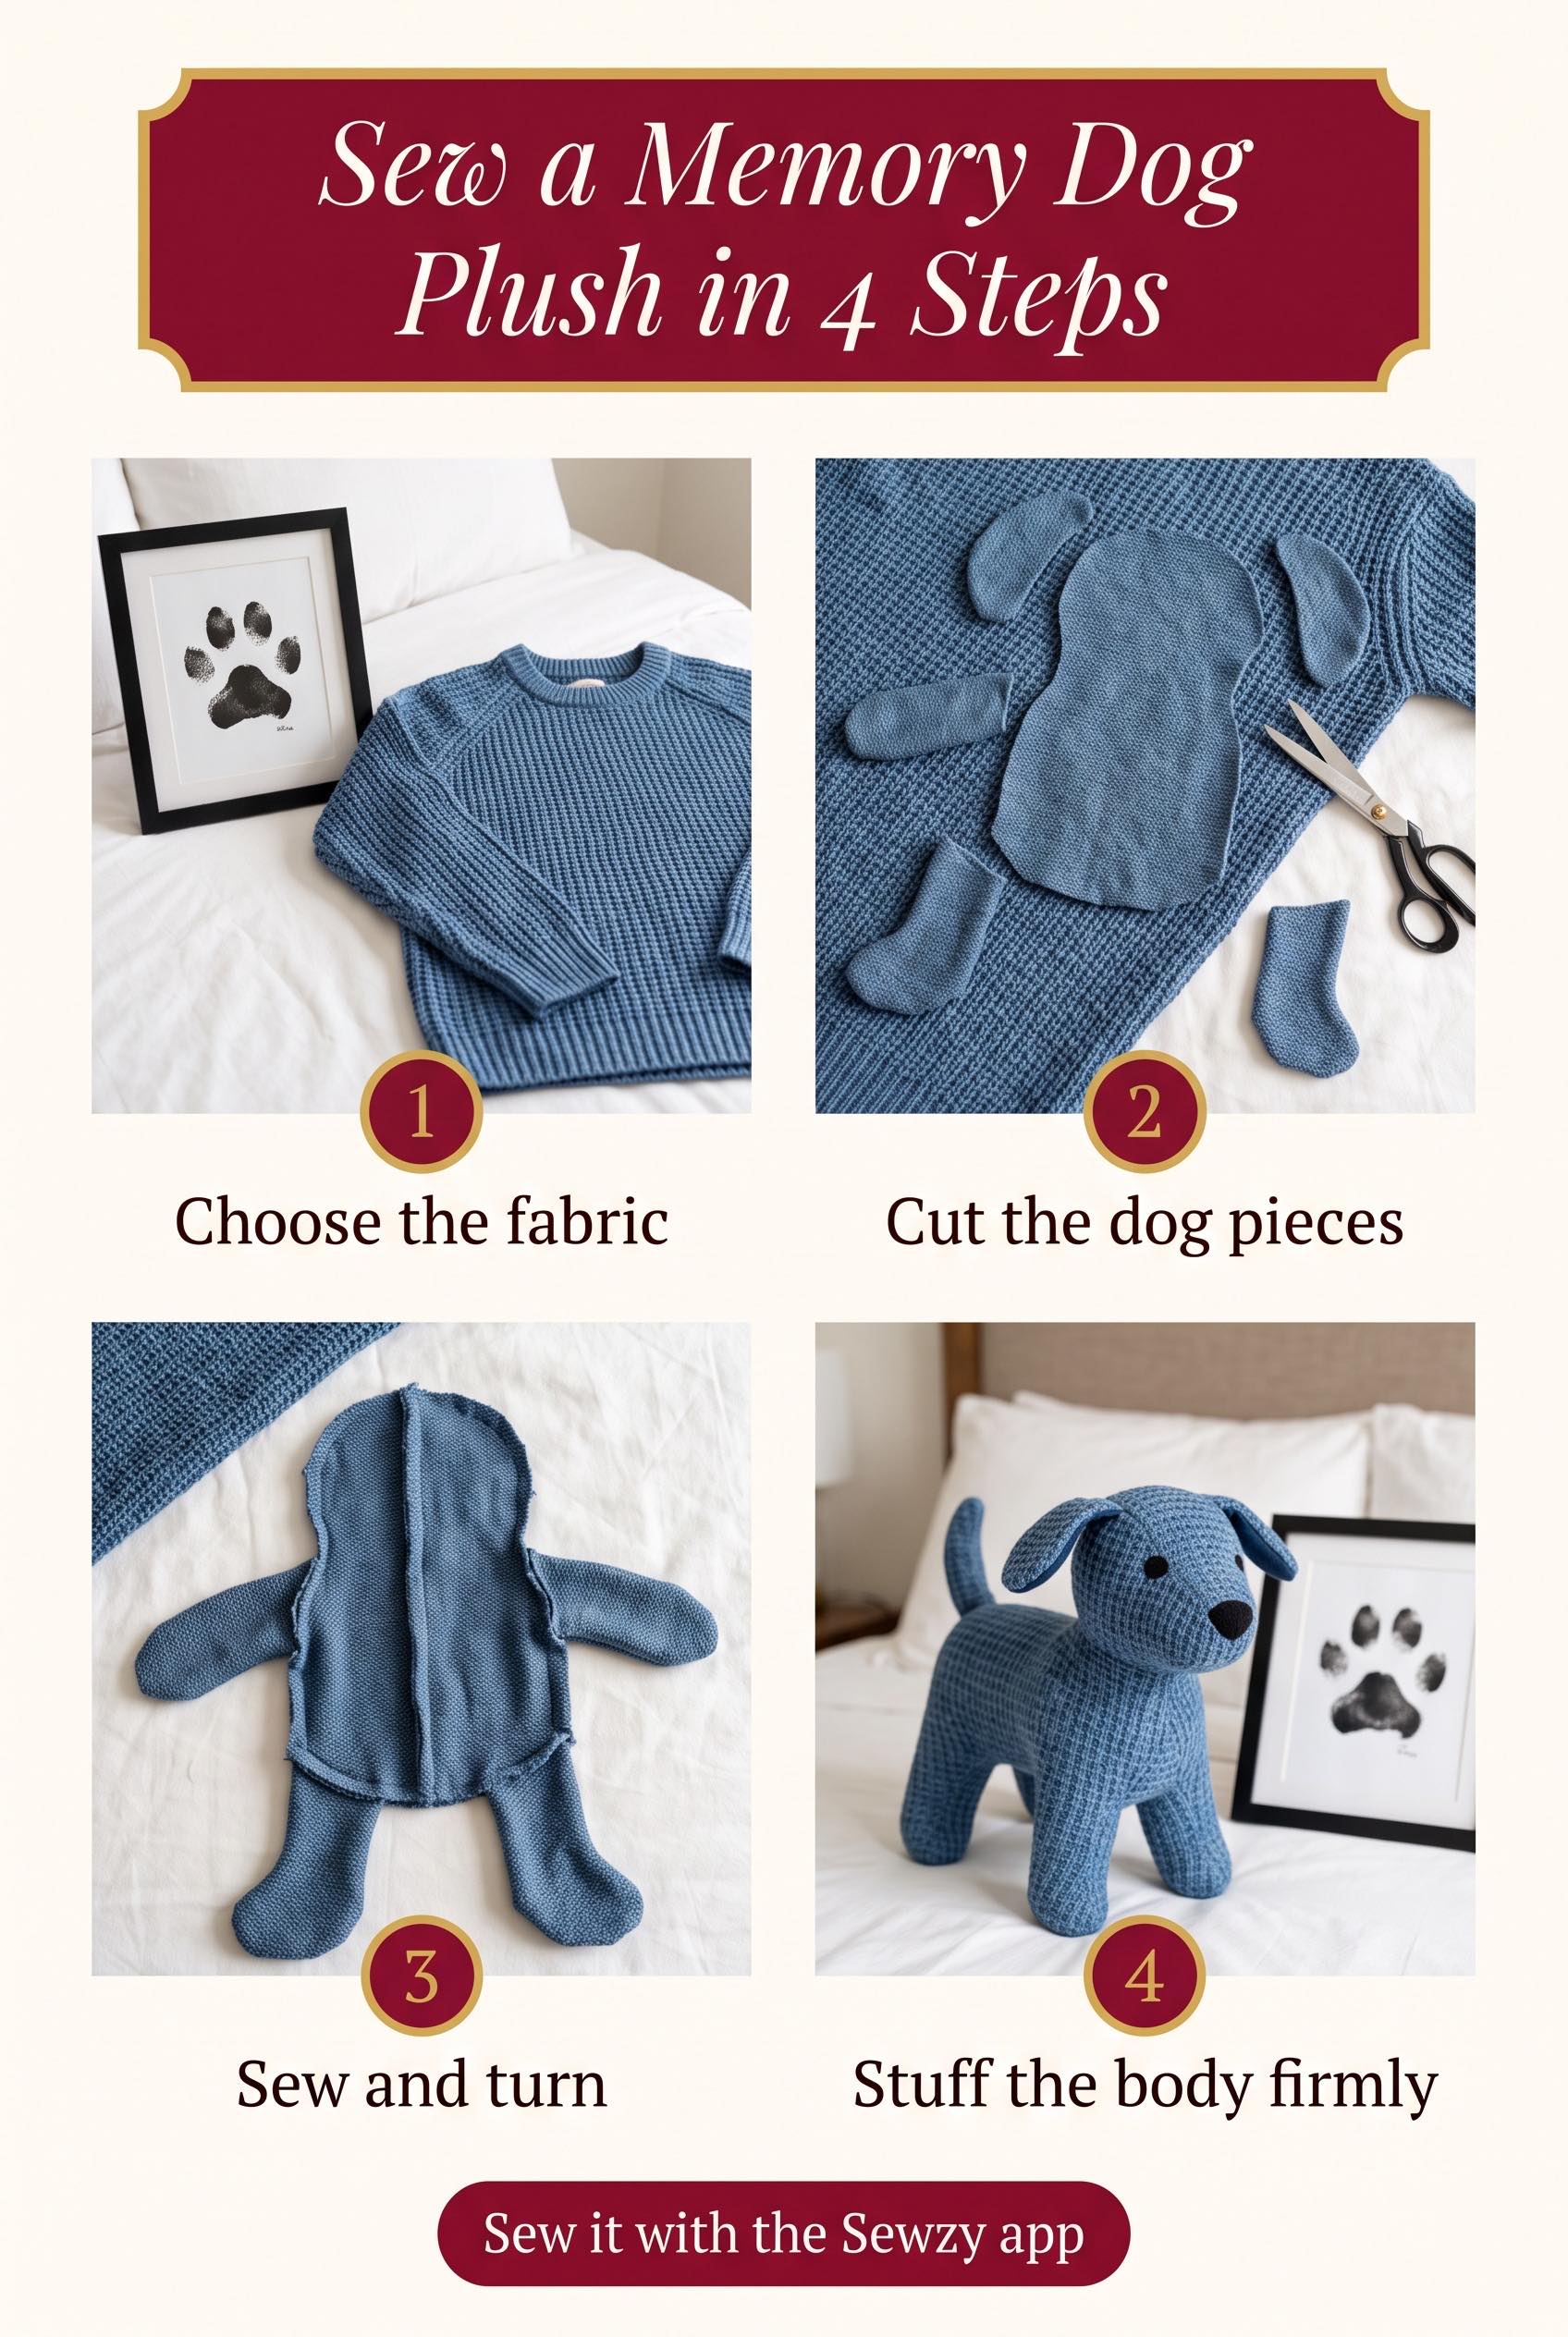 Sew a Memory Dog
Plush in 4 Steps
1
Choose the fabric
2
Cut the dog pieces
3
Sew and turn
4
Stuff the body firmly
Sew it with the Sewzy app